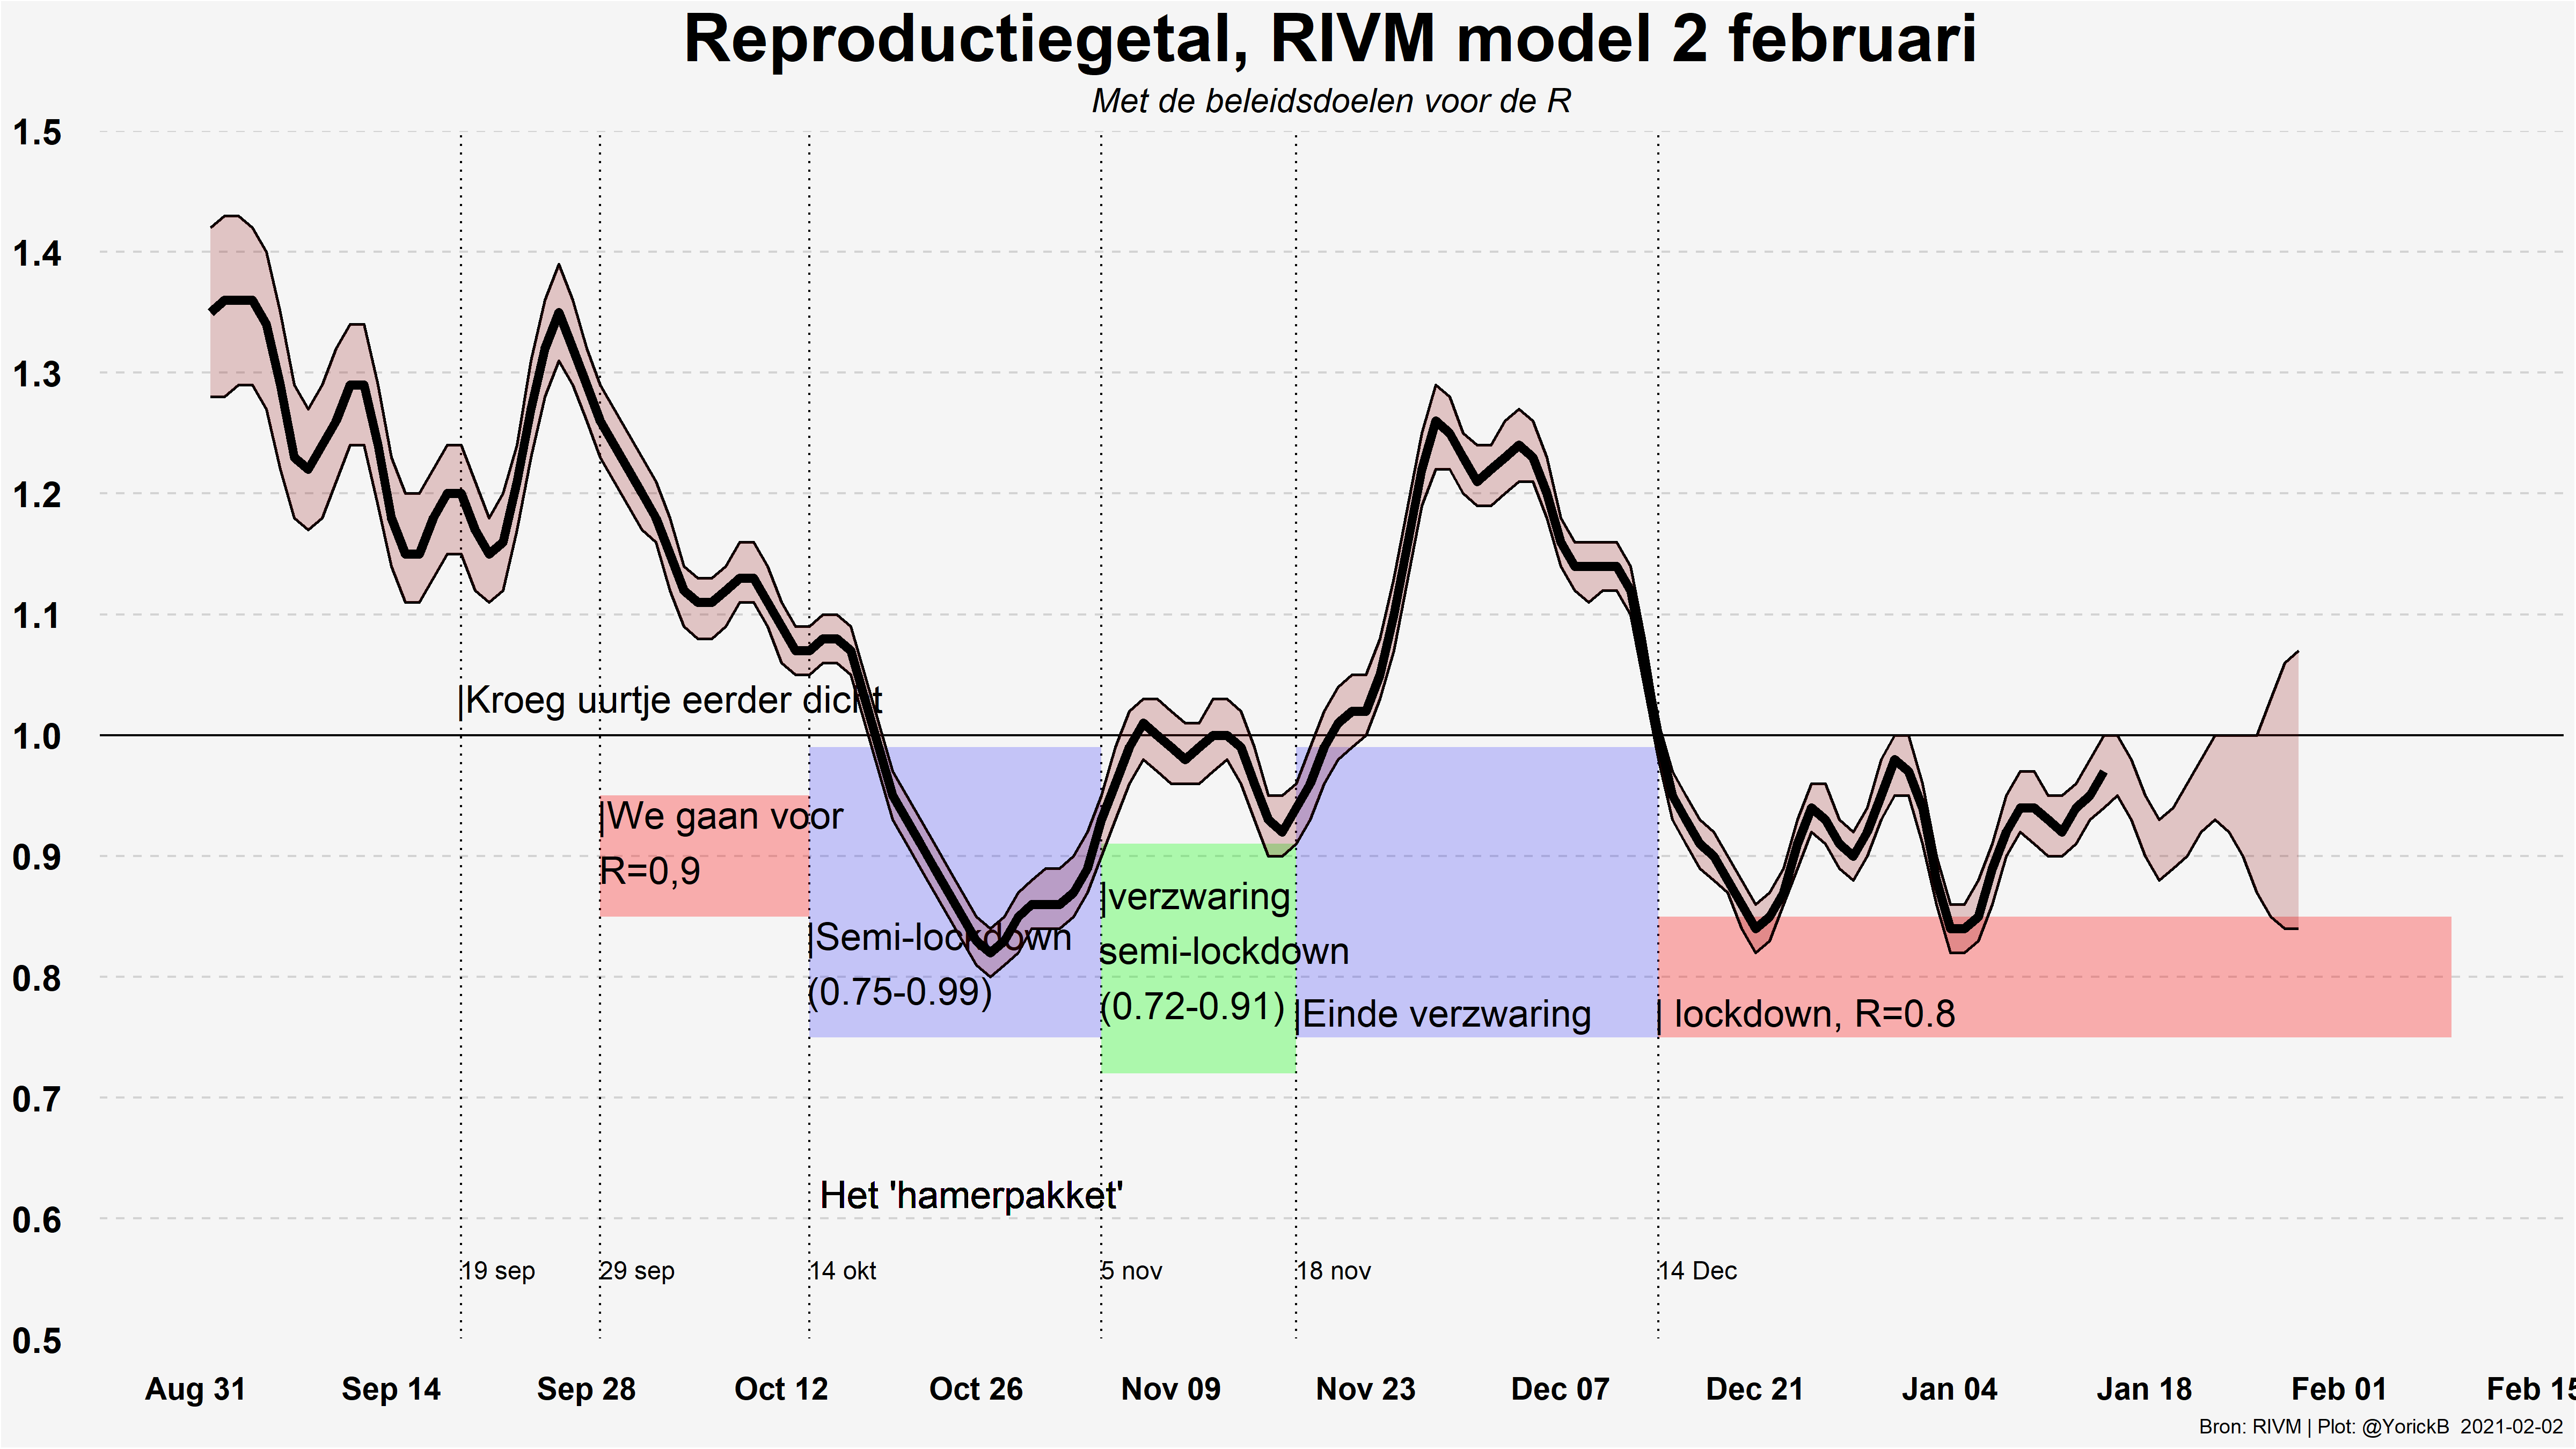 Reproductiegetal, RIVM model 2 februari
Met de beleidsdoelen voor de R
1.5
1.4
1.3
1.2
1.1
1.0
0.9
0.8
0.7
0.6
0.5
|Kroeg uurtje eerder dicht
|We gaan voor
R=0,9
|Semi-lockdown
(0.75-0.99)
|verzwaring
semi-lockdown
(0.72-0.91)
|Einde verzwaring
| lockdown, R=0.8
Het 'hamerpakket'
19 sep
29 sep
14 okt
5 nov
18 nov
14 Dec
Aug 31
Sep 14
Sep 28
Oct 12
Oct 26
Nov 09
Nov 23
Dec 07
Dec 21
Jan 04
Jan 18
Feb 01
Feb 15
Bron: RIVM | Plot: @YorickB 2021-02-02